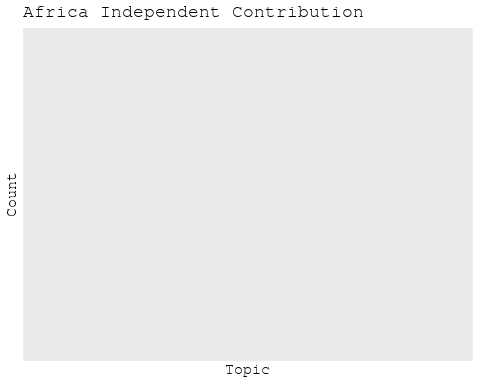 Africa Independent Contribution
Count
Topic